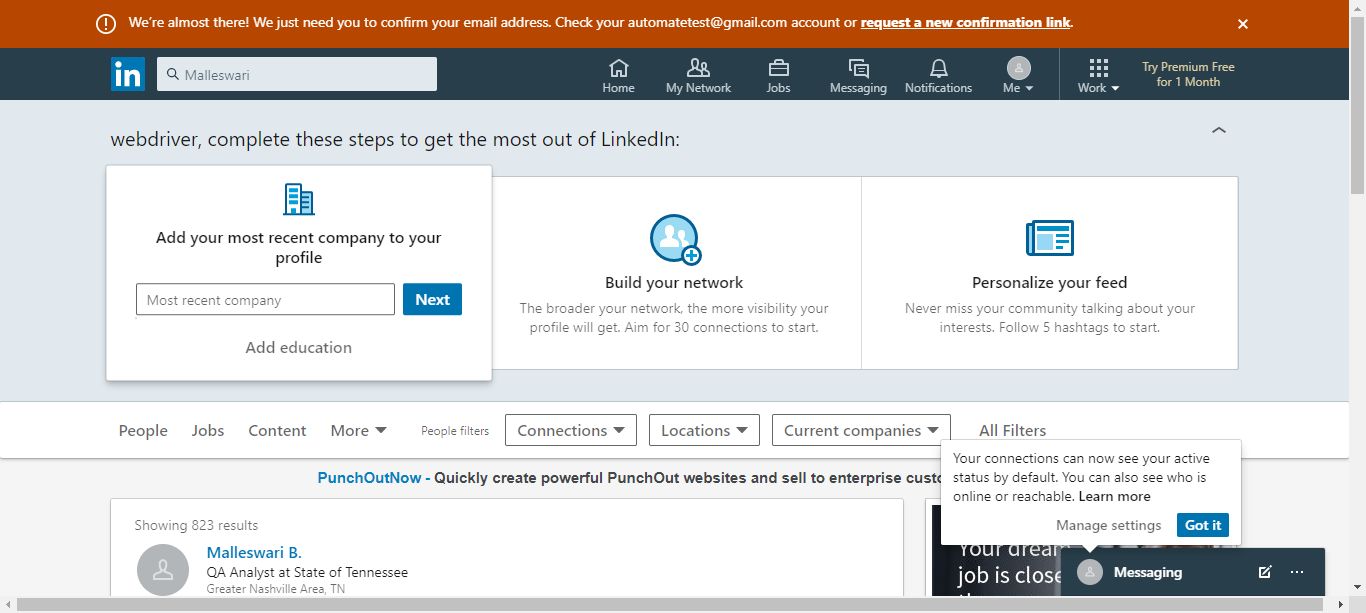 We're almost there! We just need you to confirm your email address. Check your automatetest@gmail.com account or request a new confirmation link.
in
Malleswari
Home
My Network
Jobs
Messaging
Notifications
Me
Work
Try Premium Free
for 1 Month
webdriver, complete these steps to get the most out of LinkedIn:
Add your most recent company to your
profile
Most recent company
Next
Add education
Build your network
The broader your network, the more visibility your
profile will get. Aim for 30 connections to start.
Personalize your feed
Never miss your community talking about your
interests. Follow 5 hashtags to start.
People
Jobs
Content
More
People filters
Connections
Locations
Current companies
All Filters
PunchOutNow - Quickly create powerful PunchOut websites and sell to enterprise
Your connections can now see your active
status by default. You can also see who is
online or reachable. Learn more
Manage settings
Got it
Showing 823 results
Malleswari B.
QA Analyst at State of Tennessee
Greater Nashville Area, TN
Your
job is
Messaging